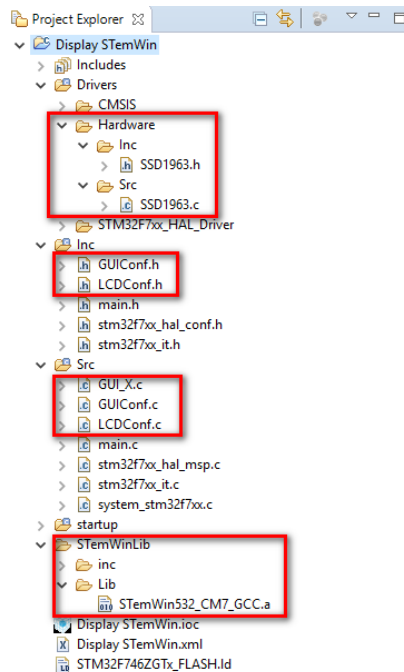 Project Explorer
Display STemWin
Includes
Drivers
CMSIS
Hardware
Inc
SSD1963.h
Src
SSD1963.c
STM32F7xx_HAL_Driver
Inc
GUIConf.h
LCDConf.h
main.h
stm32f7xx_hal_conf.h
stm32f7xx_it.h
Src
GUI_X.c
GUIConf.c
LCDConf.c
main.c
stm32f7xx_hal_msp.c
stm32f7xx_it.c
system_stm32f7xx.c
startup
STemWinLib
inc
Lib
STemWin532_CM7_GCC.a
Display STemWin.ioc
Display STemWin.xml
STM32F746ZGTx_FLASH.ld